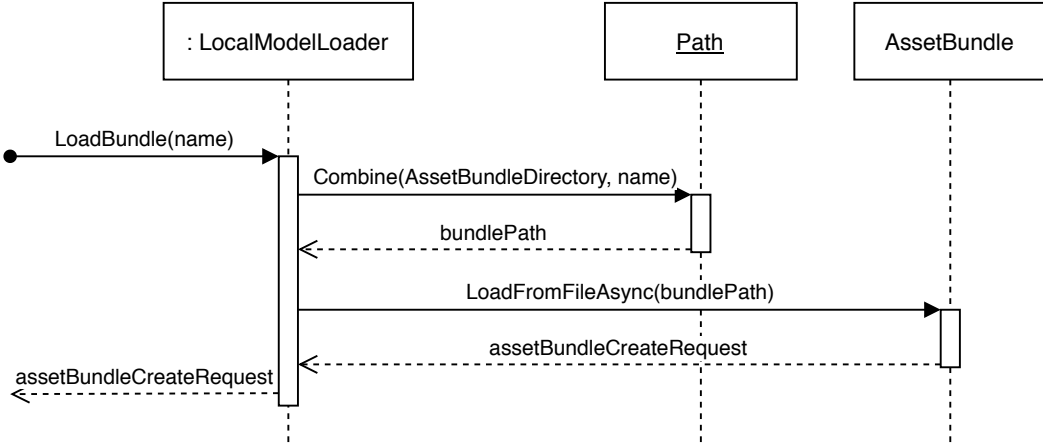 : LocalModelLoader
Path
AssetBundle
LoadBundle(name)
Combine(AssetBundleDirectory, name)
bundlePath
LoadFromFileAsync(bundlePath)
assetBundleCreateRequest
assetBundleCreateRequest